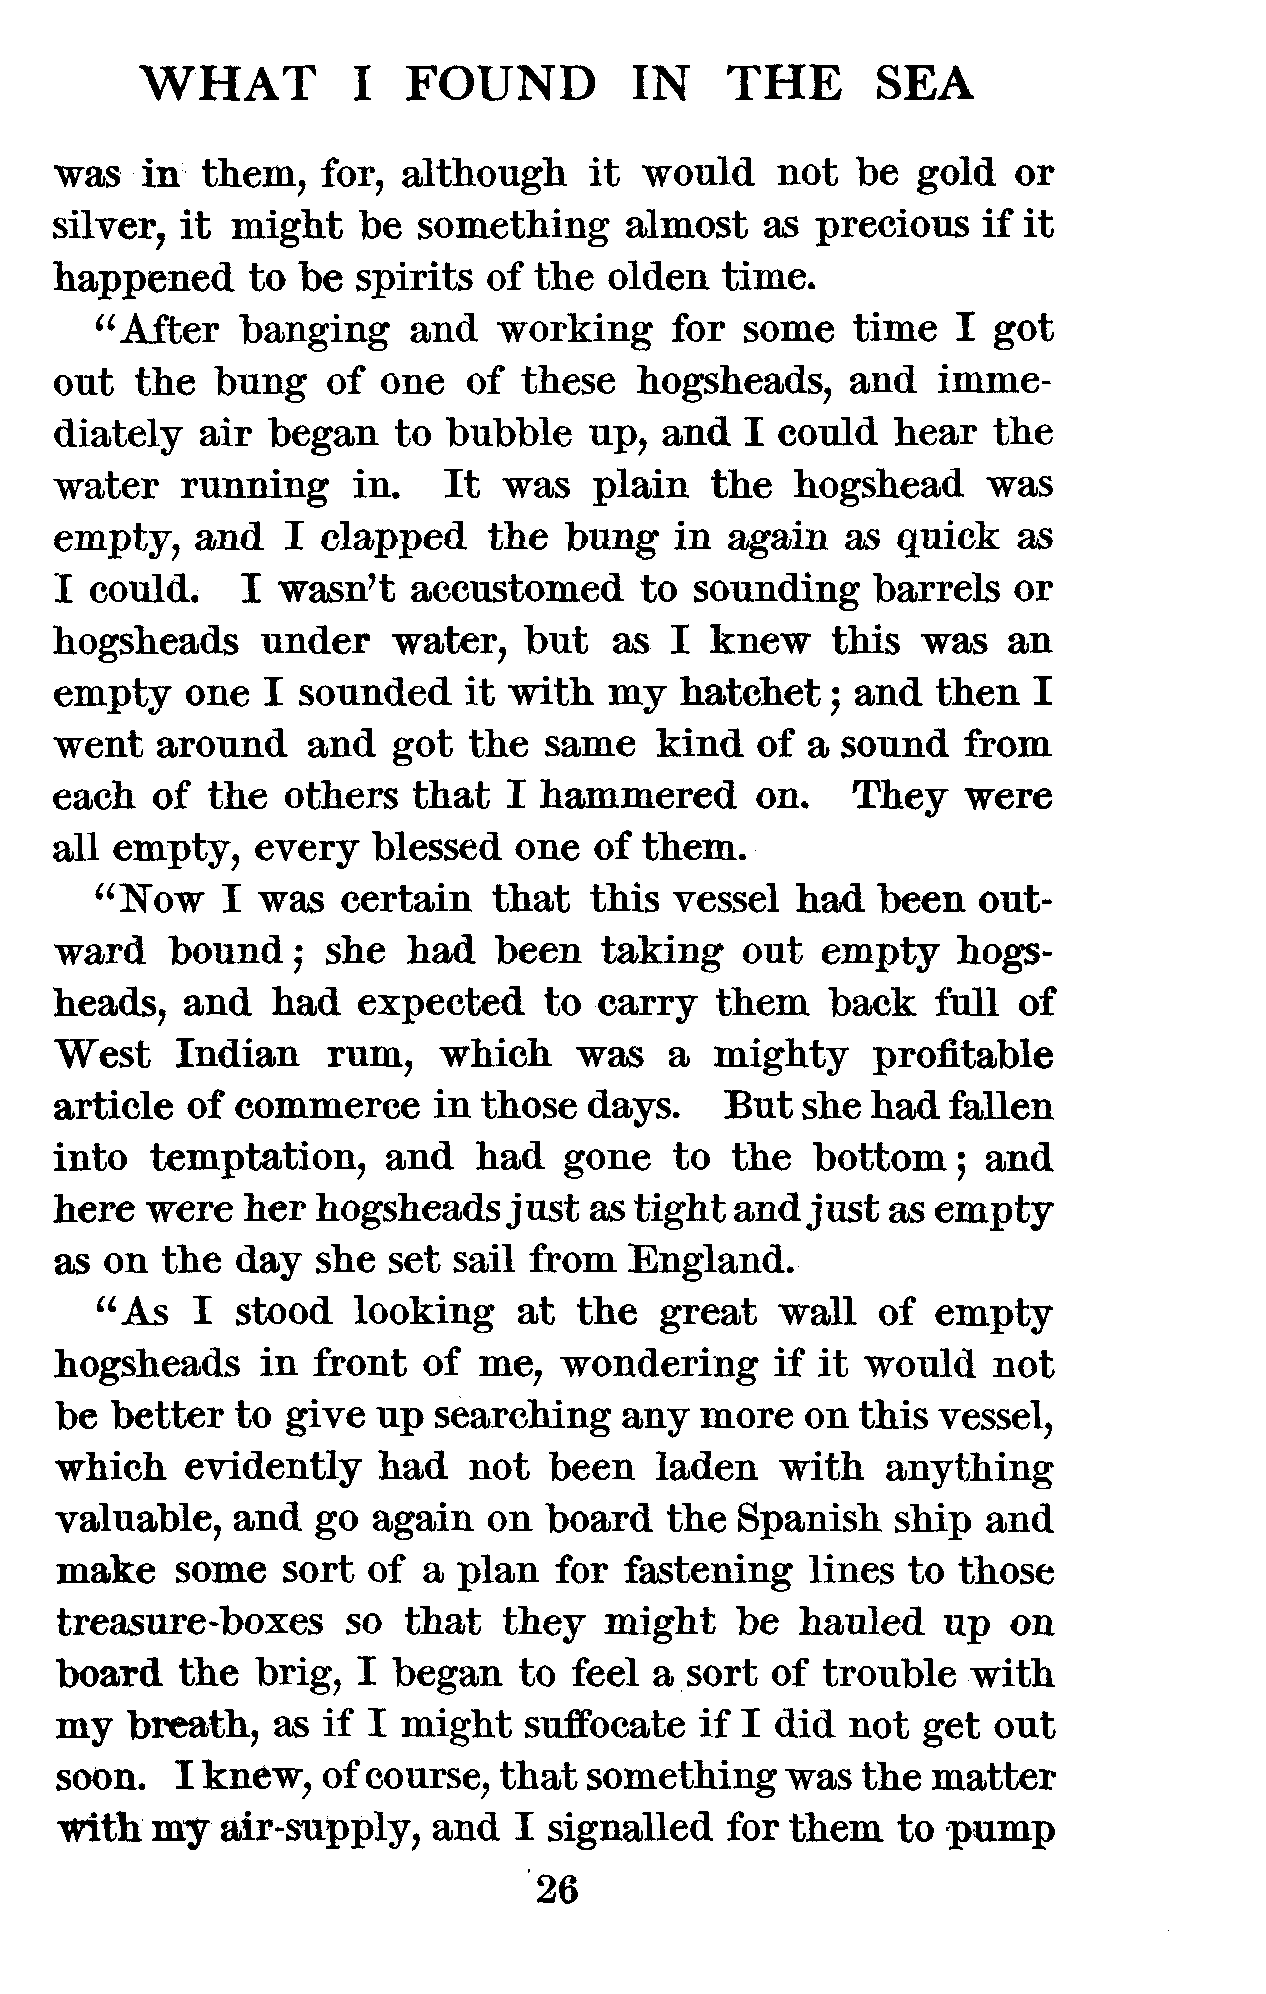 WHAT I FOUND IN THE SEA
was in them, for, although it would not be gold or
silver, it might be something almost as precious if it
happened to be spirits of the olden time.
"After banging and working for some time I got
out the bung of one of these hogsheads, and imme-
diately air began to bubble up, and I could hear the
water running in. It was plain the hogshead was
empty, and I clapped the bung in again as quick as
I could. I wasn't accustomed to sounding barrels or
hogsheads under water, but as I knew this was an
empty one I sounded it with my hatchet; and then I
went around and got the same kind of a sound from
each of the others that I hammered on. They were
all empty, every blessed one of them.
"Now I was certain that this vessel had been out-
ward bound; she had been taking out empty hogs-
heads, and had expected to carry them back full of
West Indian rum, which was a mighty profitable
article of commerce in those days. But she had fallen
into temptation, and had gone to the bottom; and
here were her hogsheads just as tight and just as empty
as on the day she set sail from England.
"As I stood looking at the great wall of empty
hogsheads in front of me, wondering if it would not
be better to give up searching any more on this vessel,
which evidently had not been laden with anything
valuable, and go again on board the Spanish ship and
make some sort of a plan for fastening lines to those
treasure-boxes so that they might be hauled up on
board the brig, I began to feel a sort of trouble with
my breath, as if I might suffocate if I did not get out
soon. I knew, of course, that something was the matter
with my air-supply, and I signalled for them to pump
26